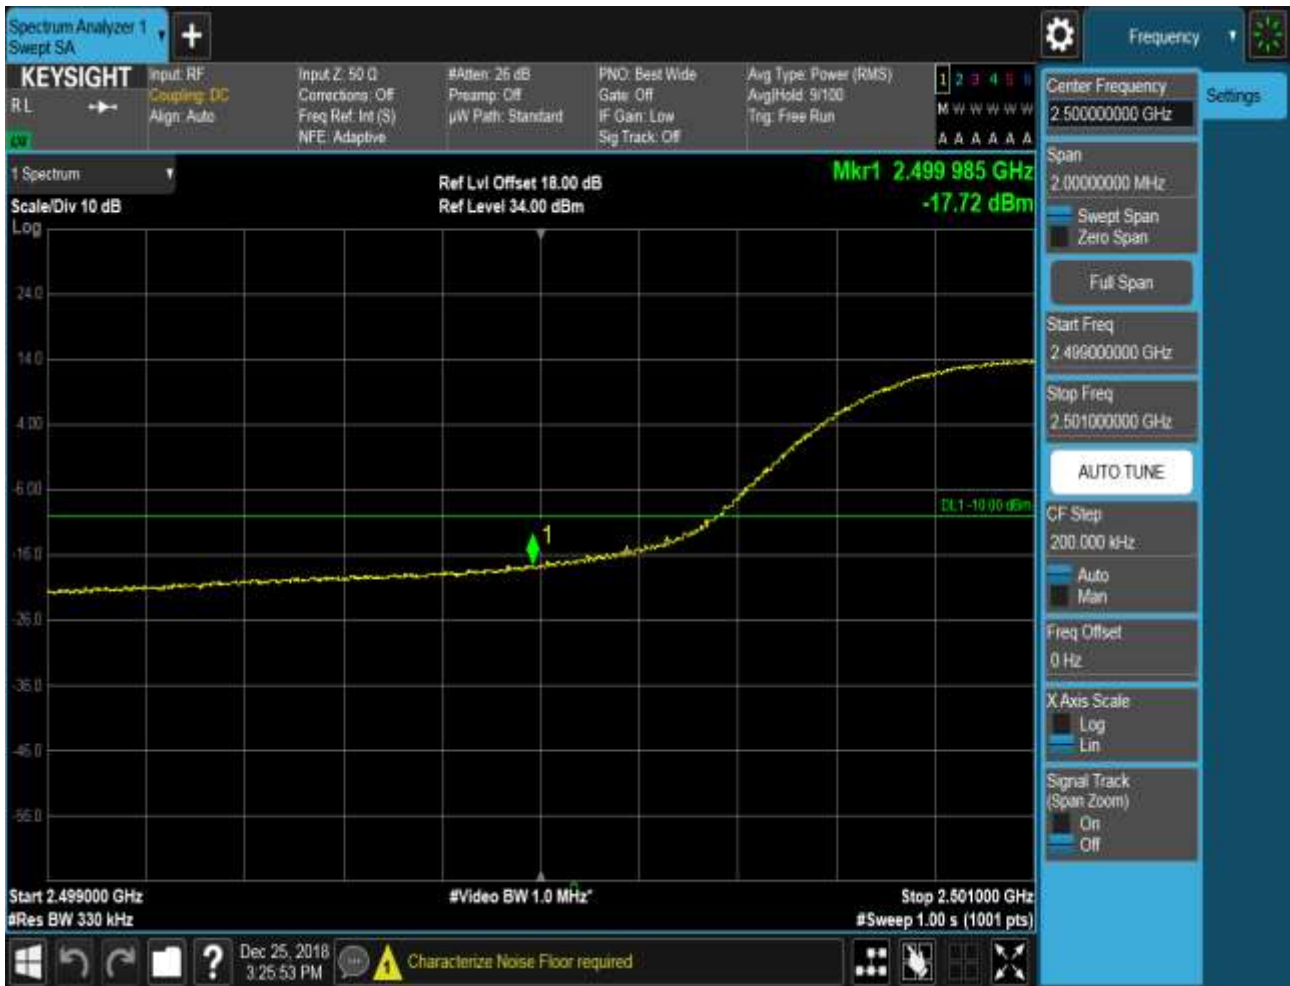 Spectrum Analyzer 1
Swept SA
Frequency
KEYSIGHT
R L
Input: RF
Coupling: DC
Align: Auto
Input Z: 50 Ω
Corrections: Off
Freq Ref: Int (S)
NFE: Adaptive
#Atten: 26 dB
Preamp: Off
µW Path: Standard
PNO: Best Wide
Gate: Off
IF Gain: Low
Sig Track: Off
Avg Type: Power (RMS)
Avg|Hold: 9/100
Trig: Free Run
1 2 3 4 5 6
M W W W W W
A A A A A A
Settings
1 Spectrum
Scale/Div 10 dB
Log
Ref Lvl Offset 18.00 dB
Ref Level 34.00 dBm
Mkr1 2.499 985 GHz
-17.72 dBm
24.0
14.0
4.00
-6.00
-16.0
-26.0
-36.0
-46.0
-56.0
DL1 -10.00 dBm
1
Start 2.499000 GHz
#Res BW 330 kHz
#Video BW 1.0 MHz*
Stop 2.501000 GHz
#Sweep 1.00 s (1001 pts)
Center Frequency
2.500000000 GHz
Span
2.00000000 MHz
Swept Span
Zero Span
Full Span
Start Freq
2.499000000 GHz
Stop Freq
2.501000000 GHz
AUTO TUNE
CF Step
200.000 kHz
Auto
Man
Freq Offset
0 Hz
X Axis Scale
Log
Lin
Signal Track
(Span Zoom)
On
Off
?
Dec 25, 2018
3:25:53 PM
1
Characterize Noise Floor required